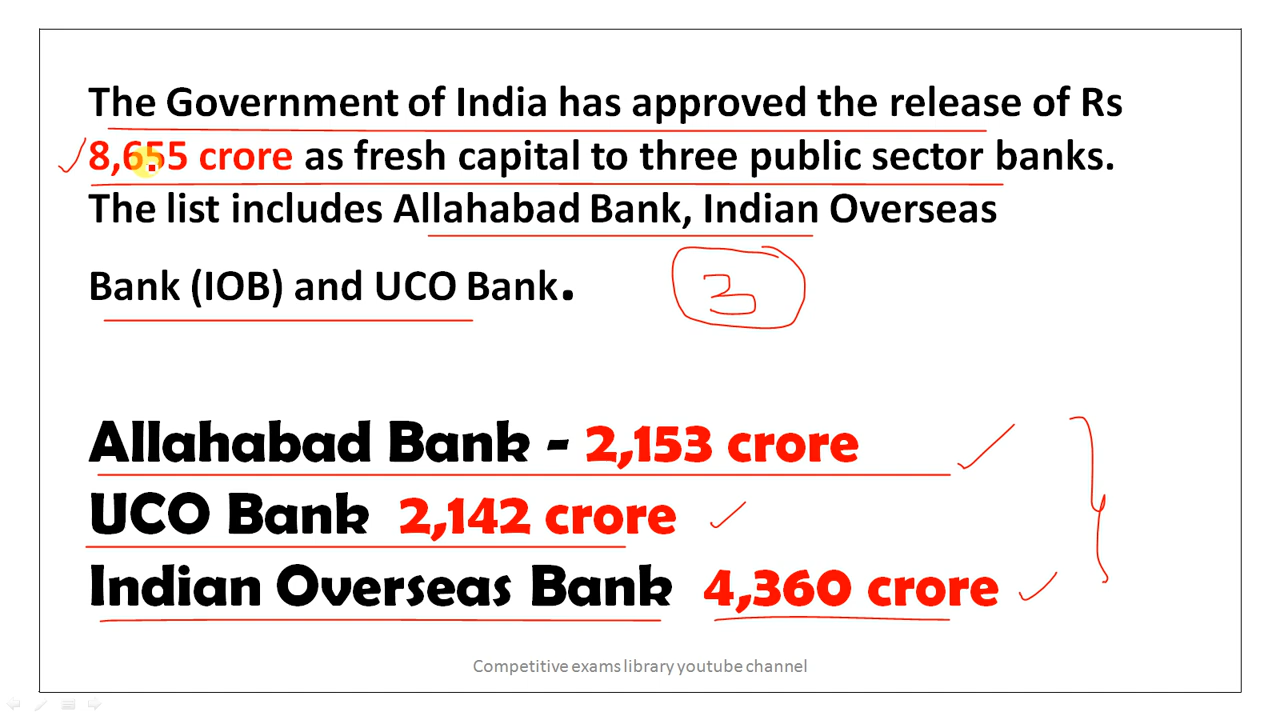 The Government of India has approved the release of Rs
8,655 crore as fresh capital to three public sector banks.
The list includes Allahabad Bank, Indian Overseas
Bank (IOB) and UCO Bank.
3
Allahabad Bank - 2,153 crore
UCO Bank 2,142 crore
Indian Overseas Bank 4,360 crore
Competitive exams library youtube channel